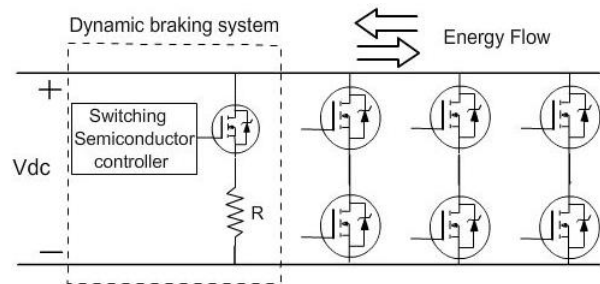 Dynamic braking system
Energy Flow
+
Switching
Semiconductor
controller
Vdc
R
—